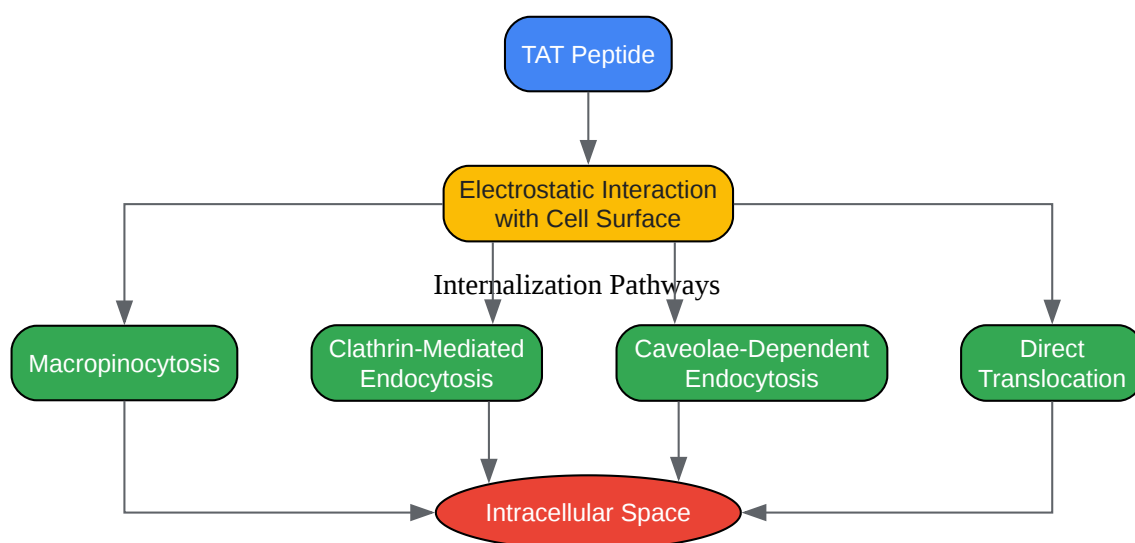 TAT Peptide
Electrostatic Interaction
with Cell Surface
Internalization Pathways
Macropinocytosis
Clathrin-Mediated
Endocytosis
Caveolae-Dependent
Endocytosis
Direct
Translocation
Intracellular Space